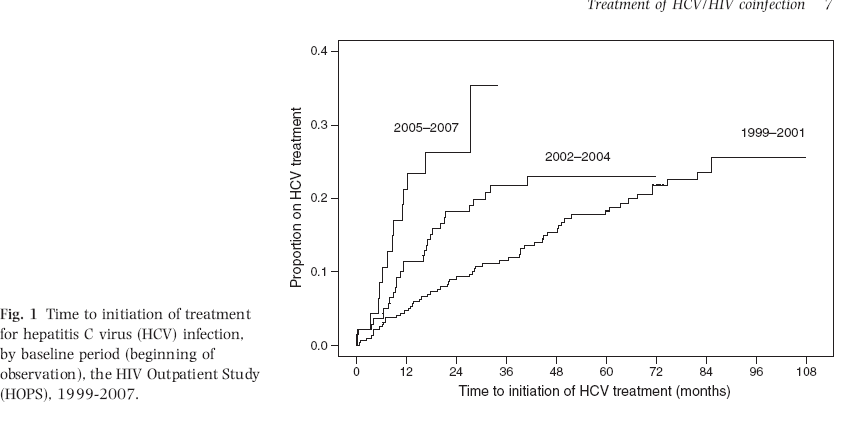 Treatment of HCV/HIV coinfection 7
0.4
0.3
0.2
0.1
0.0
Proportion on HCV treatment
2005–2007
2002–2004
1999–2001
0 12 24 36 48 60 72 84 96 108
Time to initiation of HCV treatment (months)
Fig. 1 Time to initiation of treatment
for hepatitis C virus (HCV) infection,
by baseline period (beginning of
observation), the HIV Outpatient Study
(HOPS), 1999-2007.